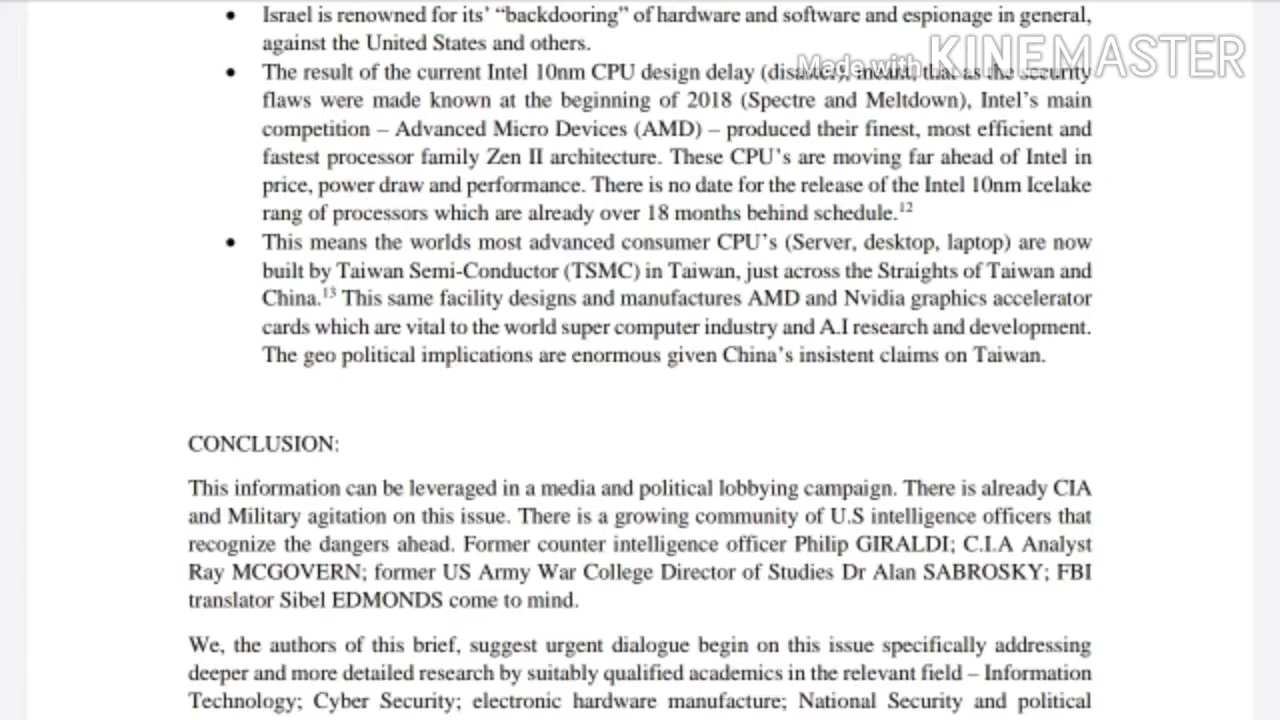 • Israel is renowned for its’ “backdooring” of hardware and software and espionage in general,
against the United States and others.
Made with KINEMASTER
• The result of the current Intel 10nm CPU design delay (disaster), meant, that as the security
flaws were made known at the beginning of 2018 (Spectre and Meltdown), Intel’s main
competition – Advanced Micro Devices (AMD) – produced their finest, most efficient and
fastest processor family Zen II architecture. These CPU’s are moving far ahead of Intel in
price, power draw and performance. There is no date for the release of the Intel 10nm Icelake
rang of processors which are already over 18 months behind schedule.12
• This means the worlds most advanced consumer CPU’s (Server, desktop, laptop) are now
built by Taiwan Semi-Conductor (TSMC) in Taiwan, just across the Straights of Taiwan and
China.13 This same facility designs and manufactures AMD and Nvidia graphics accelerator
cards which are vital to the world super computer industry and A.I research and development.
The geo political implications are enormous given China’s insistent claims on Taiwan.
CONCLUSION:
This information can be leveraged in a media and political lobbying campaign. There is already CIA
and Military agitation on this issue. There is a growing community of U.S intelligence officers that
recognize the dangers ahead. Former counter intelligence officer Philip GIRALDI; C.I.A Analyst
Ray MCGOVERN; former US Army War College Director of Studies Dr Alan SABROSKY; FBI
translator Sibel EDMONDS come to mind.
We, the authors of this brief, suggest urgent dialogue begin on this issue specifically addressing
deeper and more detailed research by suitably qualified academics in the relevant field – Information
Technology; Cyber Security; electronic hardware manufacture; National Security and political